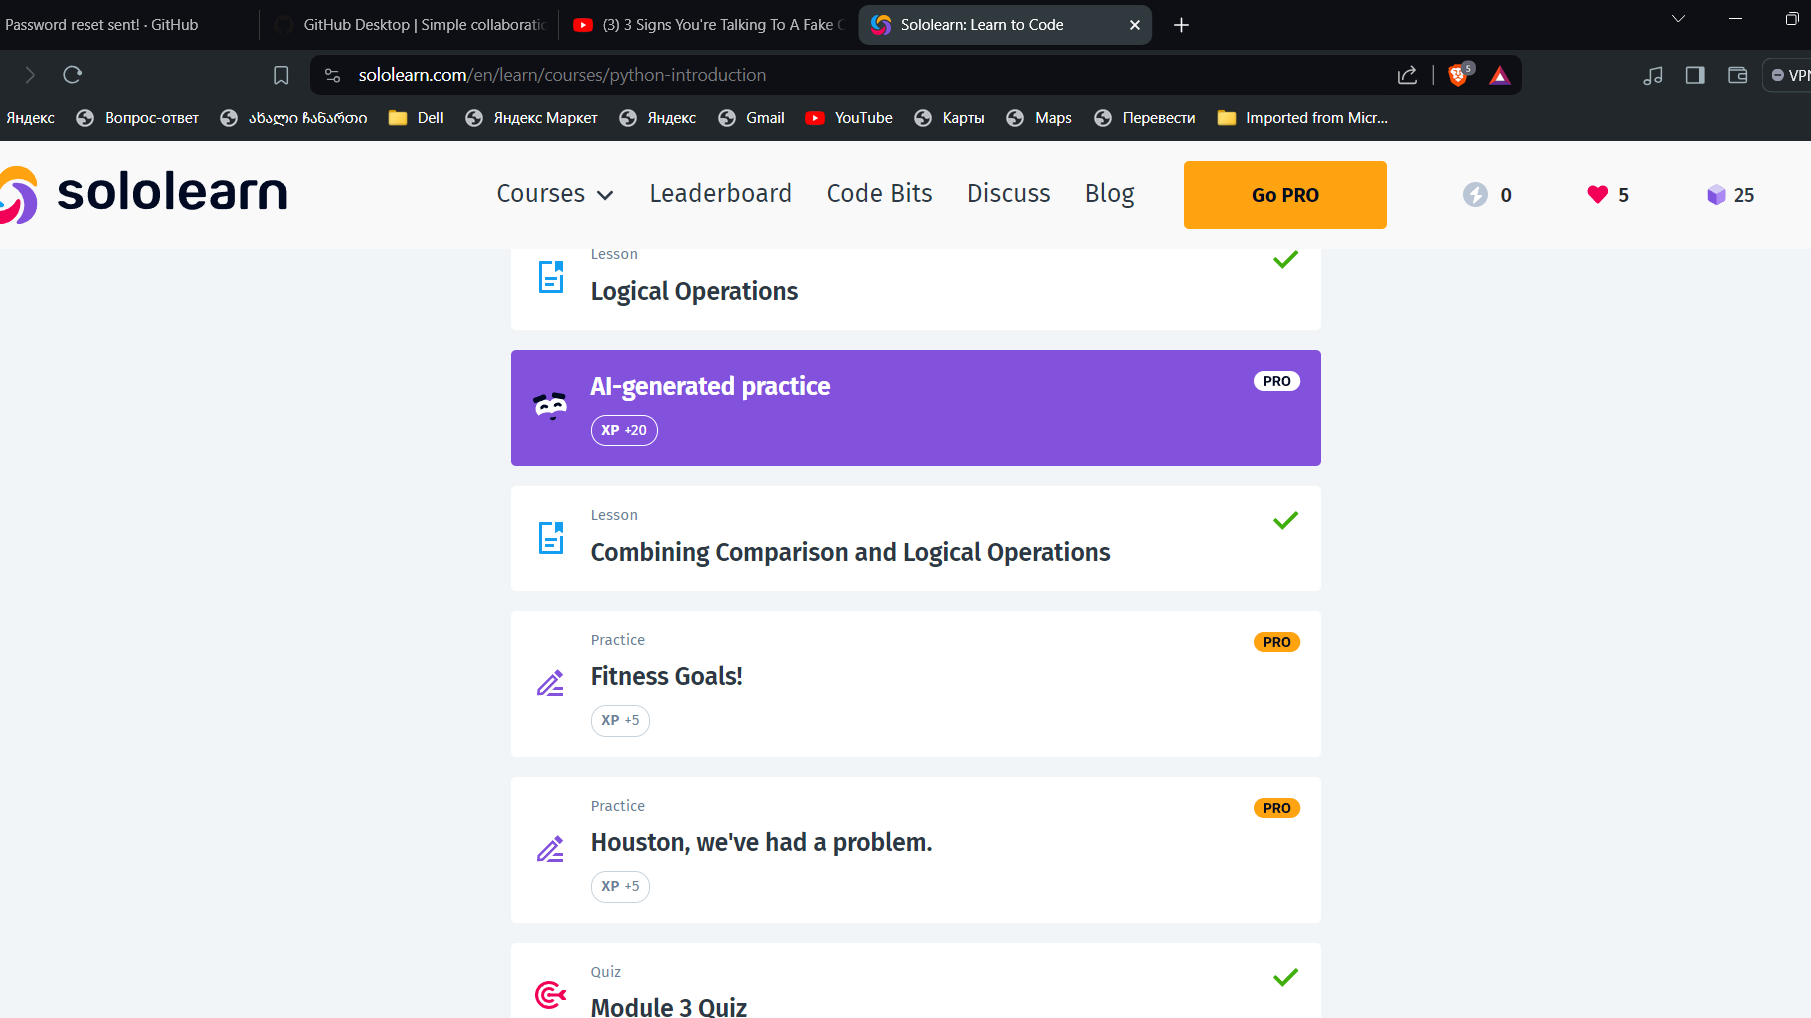 Password reset sent! · GitHub
GitHub Desktop | Simple collaboratic
(3) 3 Signs You're Talking To A Fake C
Sololearn: Learn to Code
sololearn.com/en/learn/courses/python-introduction
5
VPN
Яндекс
Вопрос-ответ
ახალი ჩანართი
Dell
Яндекс Маркет
Яндекс
Gmail
YouTube
Карты
Maps
Перевести
Imported from Micr...
sololearn
Courses
Leaderboard
Code Bits
Discuss
Blog
Go PRO
0
5
25
Lesson
Logical Operations
AI-generated practice
PRO
XP +20
Lesson
Combining Comparison and Logical Operations
Practice
PRO
Fitness Goals!
XP +5
Practice
PRO
Houston, we've had a problem.
XP +5
Quiz
Module 3 Quiz